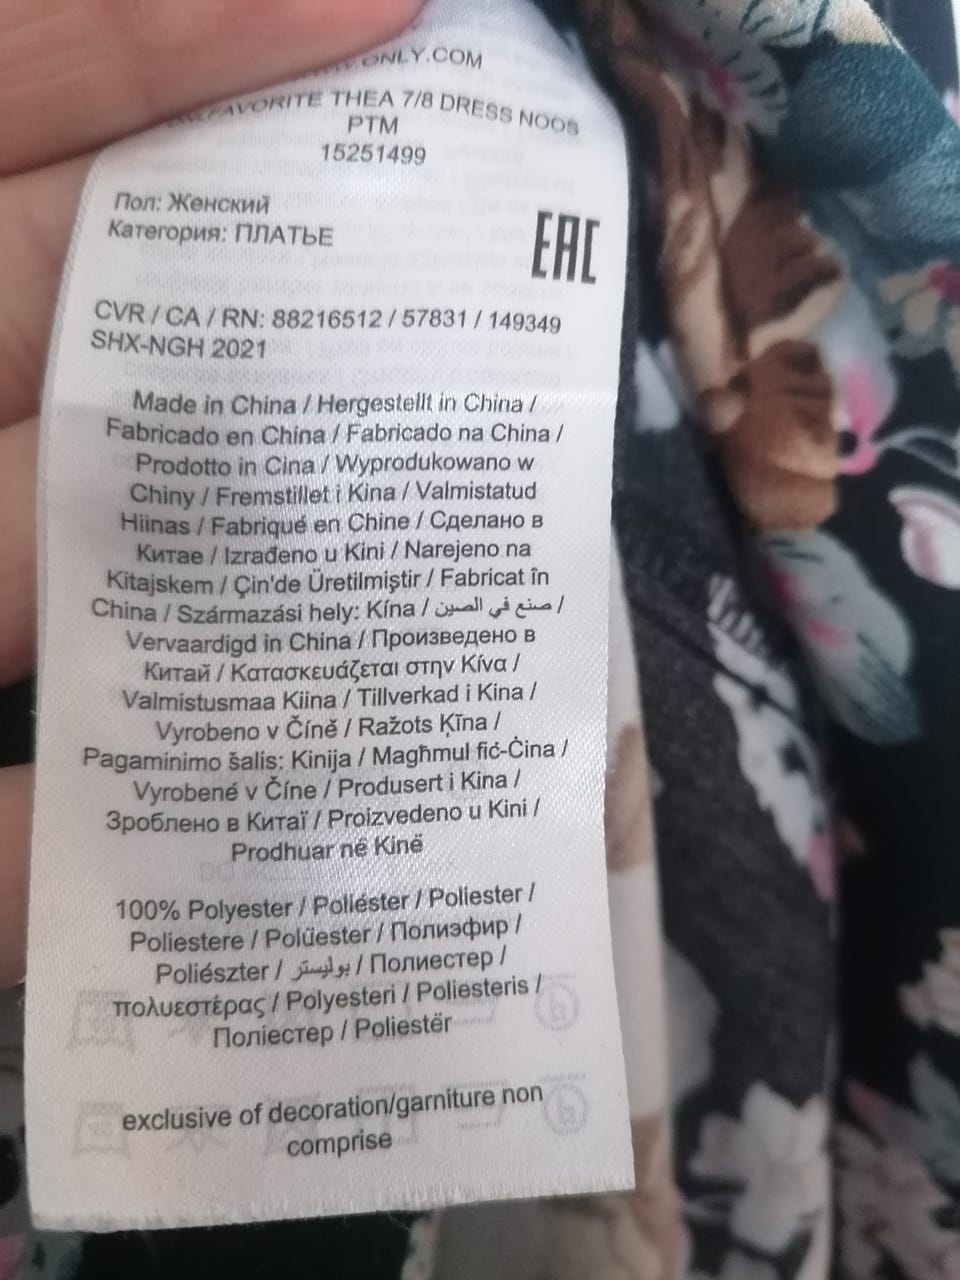 ONLY.COM
FAVORITE THEA 7/8 DRESS NOOS
PTM
15251499
Пол: Женский
Категория: ПЛАТЬЕ
EAC
CVR / CA / RN: 88216512 / 57831 / 149349
SHX-NGH 2021
Made in China / Hergestellt in China /
Fabricado en China / Fabricado na China /
Prodotto in Cina / Wyprodukowano w
Chiny / Fremstillet i Kina / Valmistatud
Hiinas / Fabriqué en Chine / Сделано в
Китае / Izrađeno u Kini / Narejeno na
Kitajskem / Çin'de Üretilmiştir / Fabricat în
China / Származási hely: Kína / صنع في الصين /
Vervaardigd in China / Произведено в
Китай / Κατασκευάζεται στην Κίνα /
Valmistusmaa Kiina / Tillverkad i Kina /
Vyrobeno v Číně / Ražots Ķīna /
Pagaminimo šalis: Kinija / Magħmul fić-Ċina /
Vyrobené v Číne / Produsert i Kina /
Зроблено в Китаї / Proizvedeno u Kini /
Prodhuar në Kinë
100% Polyester / Poliéster / Poliester /
Poliestere / Polüester / Полиэфир /
Poliészter / بوليستر / Полиестер /
πολυεστέρας / Polyesteri / Poliesteris /
Поліестер / Poliestër
exclusive of decoration/garniture non
comprise